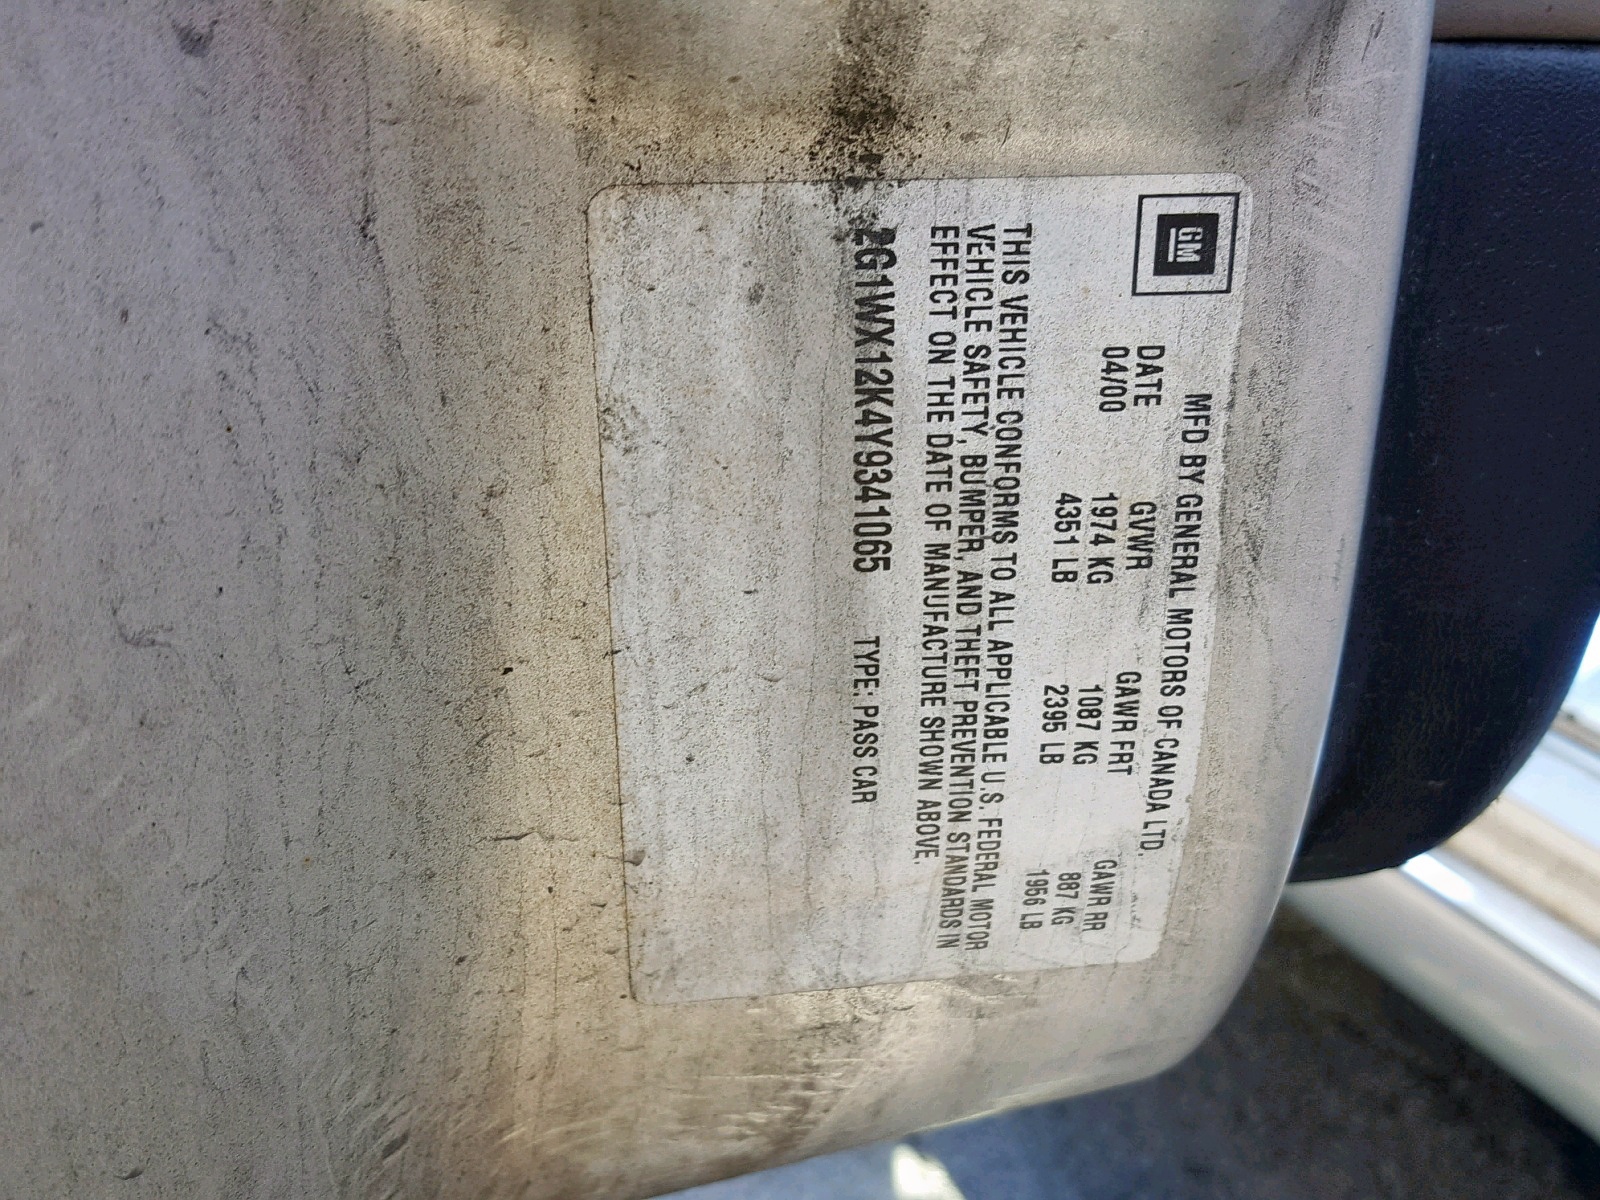 GM
MFD BY GENERAL MOTORS OF CANADA LTD.
DATE GVWR GAWR FRT GAWR RR
04/00 1974 KG 1087 KG 887 KG
4351 LB 2395 LB 1956 LB
THIS VEHICLE CONFORMS TO ALL APPLICABLE U.S. FEDERAL MOTOR
VEHICLE SAFETY, BUMPER, AND THEFT PREVENTION STANDARDS IN
EFFECT ON THE DATE OF MANUFACTURE SHOWN ABOVE.
2G1WX12K4Y9341065 TYPE: PASS CAR